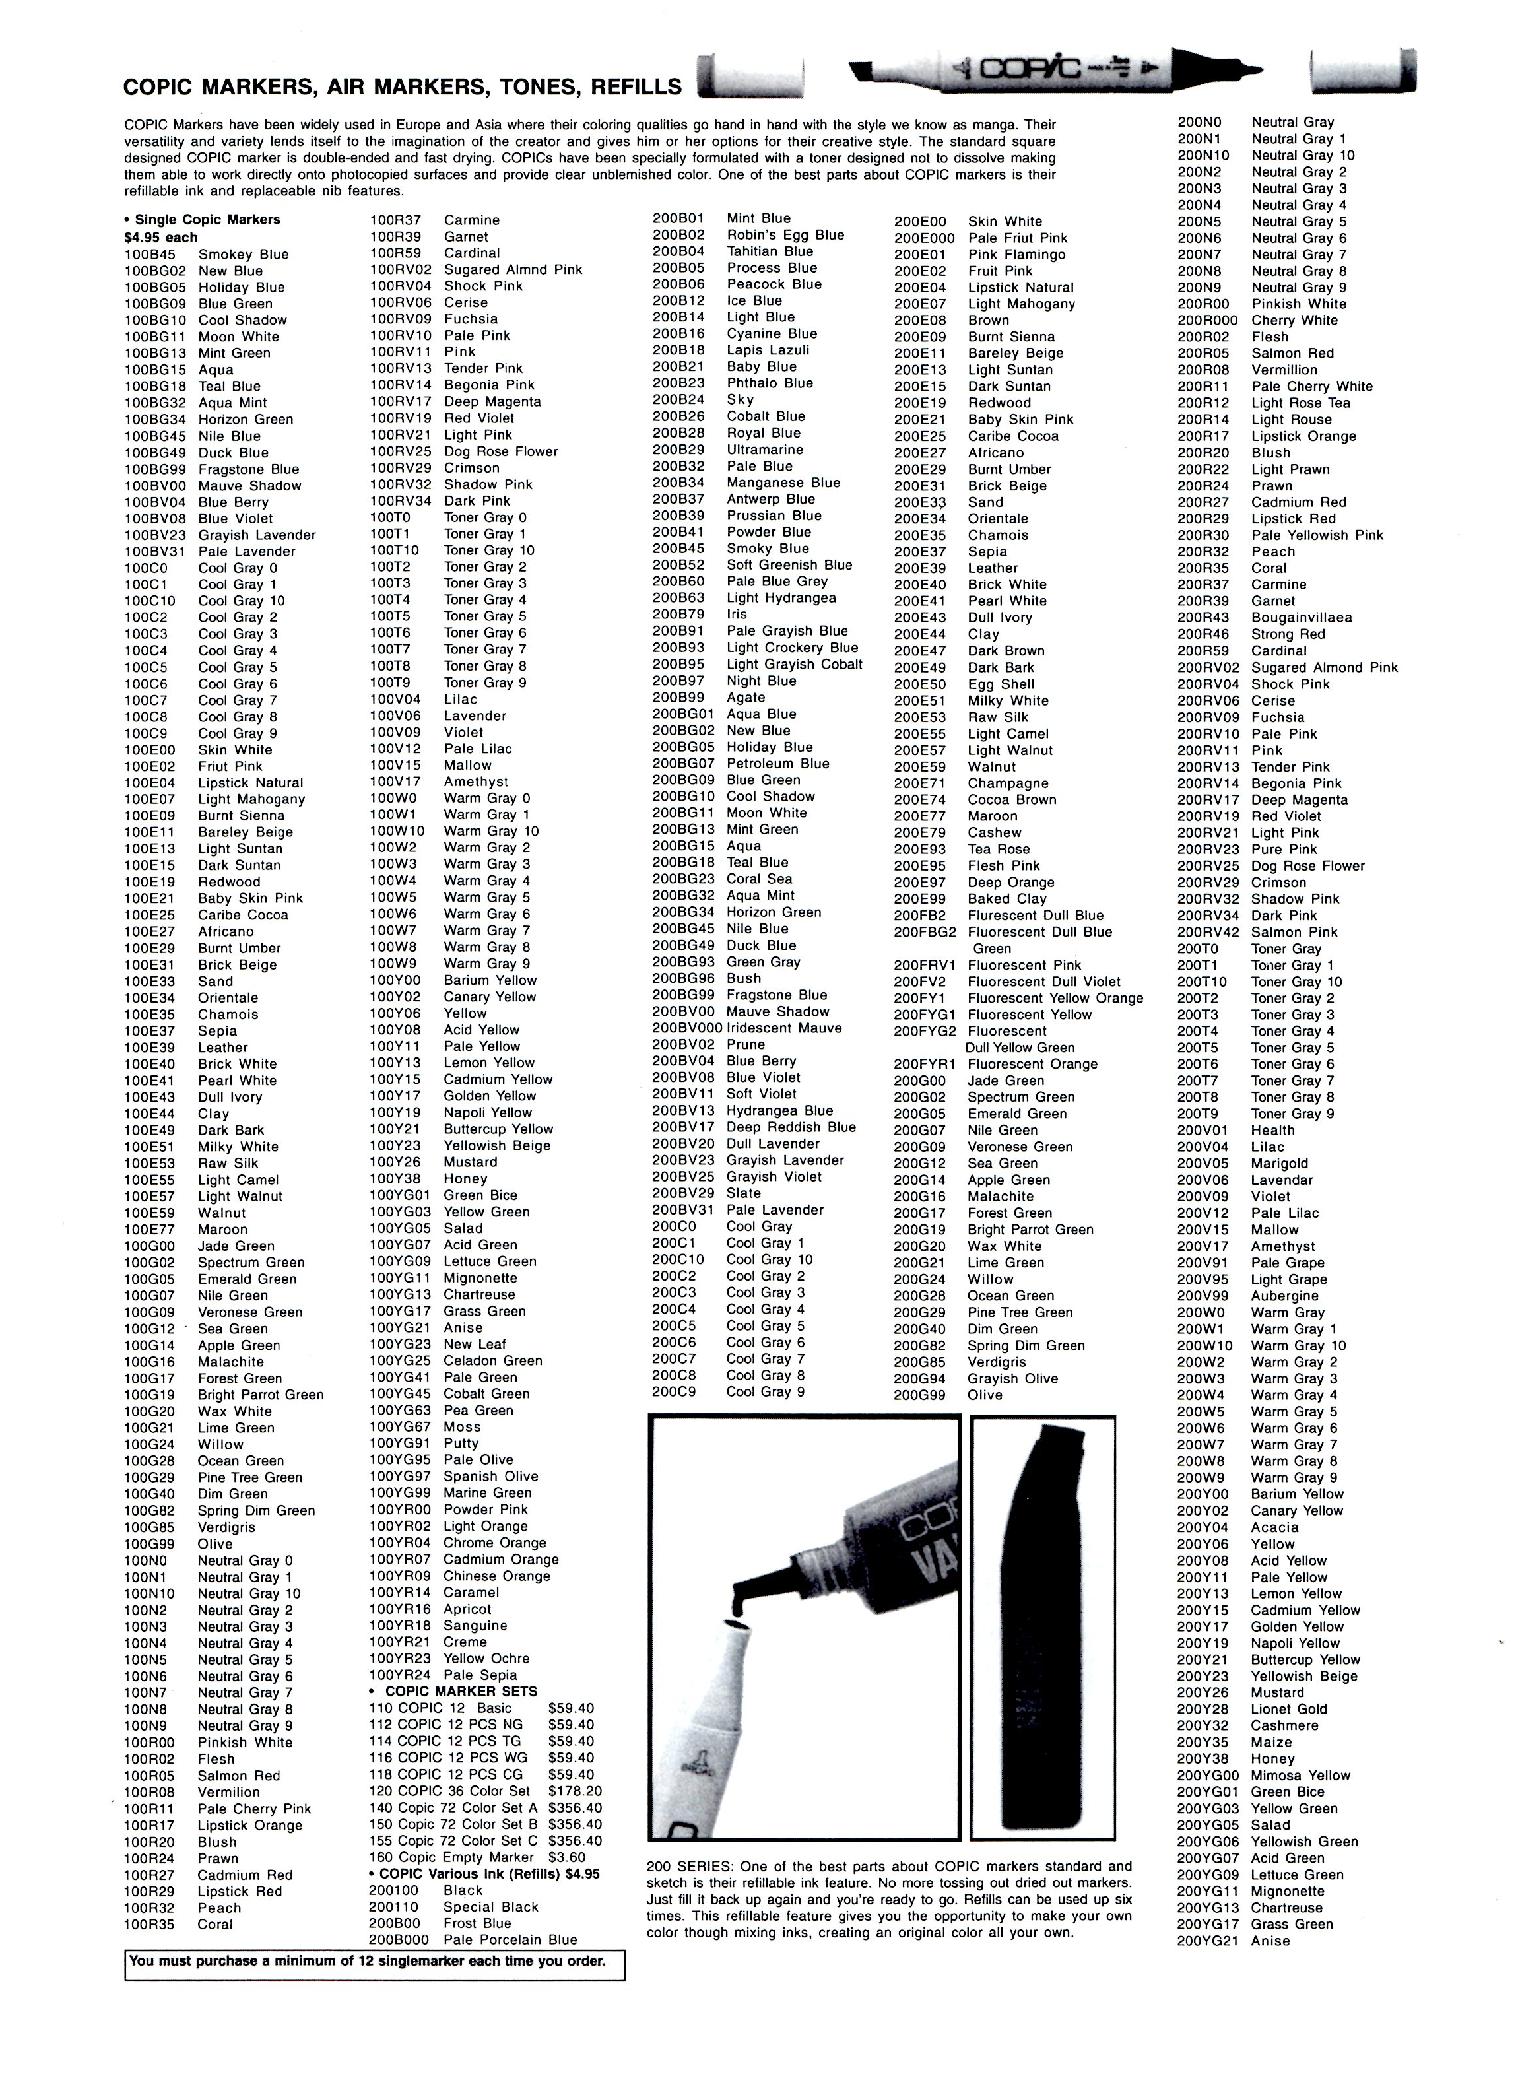 COPIC MARKERS, AIR MARKERS, TONES, REFILLS
COPIC
COPIC Markers have been widely used in Europe and Asia where their coloring qualities go hand in hand with the style we know as manga. Their
versatility and variety lends itself to the imagination of the creator and gives him or her options for their creative style. The standard square
designed COPIC marker is double-ended and fast drying. COPICs have been specially formulated with a toner designed not to dissolve making
them able to work directly onto photocopied surfaces and provide clear unblemished color. One of the best parts about COPIC markers is their
refillable ink and replaceable nib features.
• Single Copic Markers
$4.95 each
100B45 Smokey Blue
100BG02 New Blue
100BG05 Holiday Blue
100BG09 Blue Green
100BG10 Cool Shadow
100BG11 Moon White
100BG13 Mint Green
100BG15 Aqua
100BG18 Teal Blue
100BG32 Aqua Mint
100BG34 Horizon Green
100BG45 Nile Blue
100BG49 Duck Blue
100BG99 Fragstone Blue
100BV00 Mauve Shadow
100BV04 Blue Berry
100BV08 Blue Violet
100BV23 Grayish Lavender
100BV31 Pale Lavender
100C0 Cool Gray 0
100C1 Cool Gray 1
100C10 Cool Gray 10
100C2 Cool Gray 2
100C3 Cool Gray 3
100C4 Cool Gray 4
100C5 Cool Gray 5
100C6 Cool Gray 6
100C7 Cool Gray 7
100C8 Cool Gray 8
100C9 Cool Gray 9
100E00 Skin White
100E02 Friut Pink
100E04 Lipstick Natural
100E07 Light Mahogany
100E09 Burnt Sienna
100E11 Bareley Beige
100E13 Light Suntan
100E15 Dark Suntan
100E19 Redwood
100E21 Baby Skin Pink
100E25 Caribe Cocoa
100E27 Africano
100E29 Burnt Umber
100E31 Brick Beige
100E33 Sand
100E34 Orientale
100E35 Chamois
100E37 Sepia
100E39 Leather
100E40 Brick White
100E41 Pearl White
100E43 Dull Ivory
100E44 Clay
100E49 Dark Bark
100E51 Milky White
100E53 Raw Silk
100E55 Light Camel
100E57 Light Walnut
100E59 Walnut
100E77 Maroon
100G00 Jade Green
100G02 Spectrum Green
100G05 Emerald Green
100G07 Nile Green
100G09 Veronese Green
100G12 Sea Green
100G14 Apple Green
100G16 Malachite
100G17 Forest Green
100G19 Bright Parrot Green
100G20 Wax White
100G21 Lime Green
100G24 Willow
100G28 Ocean Green
100G29 Pine Tree Green
100G40 Dim Green
100G82 Spring Dim Green
100G85 Verdigris
100G99 Olive
100N0 Neutral Gray 0
100N1 Neutral Gray 1
100N10 Neutral Gray 10
100N2 Neutral Gray 2
100N3 Neutral Gray 3
100N4 Neutral Gray 4
100N5 Neutral Gray 5
100N6 Neutral Gray 6
100N7 Neutral Gray 7
100N8 Neutral Gray 8
100N9 Neutral Gray 9
100R00 Pinkish White
100R02 Flesh
100R05 Salmon Red
100R08 Vermilion
100R11 Pale Cherry Pink
100R17 Lipstick Orange
100R20 Blush
100R24 Prawn
100R27 Cadmium Red
100R29 Lipstick Red
100R32 Peach
100R35 Coral
100R37 Carmine
100R39 Garnet
100R59 Cardinal
100RV02 Sugared Almnd Pink
100RV04 Shock Pink
100RV06 Cerise
100RV09 Fuchsia
100RV10 Pale Pink
100RV11 Pink
100RV13 Tender Pink
100RV14 Begonia Pink
100RV17 Deep Magenta
100RV19 Red Violet
100RV21 Light Pink
100RV25 Dog Rose Flower
100RV29 Crimson
100RV32 Shadow Pink
100RV34 Dark Pink
100T0 Toner Gray 0
100T1 Toner Gray 1
100T10 Toner Gray 10
100T2 Toner Gray 2
100T3 Toner Gray 3
100T4 Toner Gray 4
100T5 Toner Gray 5
100T6 Toner Gray 6
100T7 Toner Gray 7
100T8 Toner Gray 8
100T9 Toner Gray 9
100V04 Lilac
100V06 Lavender
100V09 Violet
100V12 Pale Lilac
100V15 Mallow
100V17 Amethyst
100W0 Warm Gray 0
100W1 Warm Gray 1
100W10 Warm Gray 10
100W2 Warm Gray 2
100W3 Warm Gray 3
100W4 Warm Gray 4
100W5 Warm Gray 5
100W6 Warm Gray 6
100W7 Warm Gray 7
100W8 Warm Gray 8
100W9 Warm Gray 9
100Y00 Barium Yellow
100Y02 Canary Yellow
100Y06 Yellow
100Y08 Acid Yellow
100Y11 Pale Yellow
100Y13 Lemon Yellow
100Y15 Cadmium Yellow
100Y17 Golden Yellow
100Y19 Napoli Yellow
100Y21 Buttercup Yellow
100Y23 Yellowish Beige
100Y26 Mustard
100Y38 Honey
100YG01 Green Bice
100YG03 Yellow Green
100YG05 Salad
100YG07 Acid Green
100YG09 Lettuce Green
100YG11 Mignonette
100YG13 Chartreuse
100YG17 Grass Green
100YG21 Anise
100YG23 New Leaf
100YG25 Celadon Green
100YG41 Pale Green
100YG45 Cobalt Green
100YG63 Pea Green
100YG67 Moss
100YG91 Putty
100YG95 Pale Olive
100YG97 Spanish Olive
100YG99 Marine Green
100YR00 Powder Pink
100YR02 Light Orange
100YR04 Chrome Orange
100YR07 Cadmium Orange
100YR09 Chinese Orange
100YR14 Caramel
100YR16 Apricot
100YR18 Sanguine
100YR21 Creme
100YR23 Yellow Ochre
100YR24 Pale Sepia
• COPIC MARKER SETS
110 COPIC 12 Basic $59.40
112 COPIC 12 PCS NG $59.40
114 COPIC 12 PCS TG $59.40
116 COPIC 12 PCS WG $59.40
118 COPIC 12 PCS CG $59.40
120 COPIC 36 Color Set $178.20
140 Copic 72 Color Set A $356.40
150 Copic 72 Color Set B $356.40
155 Copic 72 Color Set C $356.40
160 Copic Empty Marker $3.60
• COPIC Various Ink (Refills) $4.95
200100 Black
200110 Special Black
200B00 Frost Blue
200B000 Pale Porcelain Blue
You must purchase a minimum of 12 singlemarker each time you order.
200B01 Mint Blue
200B02 Robin's Egg Blue
200B04 Tahitian Blue
200B05 Process Blue
200B06 Peacock Blue
200B12 Ice Blue
200B14 Light Blue
200B16 Cyanine Blue
200B18 Lapis Lazuli
200B21 Baby Blue
200B23 Phthalo Blue
200B24 Sky
200B26 Cobalt Blue
200B28 Royal Blue
200B29 Ultramarine
200B32 Pale Blue
200B34 Manganese Blue
200B37 Antwerp Blue
200B39 Prussian Blue
200B41 Powder Blue
200B45 Smoky Blue
200B52 Soft Greenish Blue
200B60 Pale Blue Grey
200B63 Light Hydrangea
200B79 Iris
200B91 Pale Grayish Blue
200B93 Light Crockery Blue
200B95 Light Grayish Cobalt
200B97 Night Blue
200B99 Agate
200BG01 Aqua Blue
200BG02 New Blue
200BG05 Holiday Blue
200BG07 Petroleum Blue
200BG09 Blue Green
200BG10 Cool Shadow
200BG11 Moon White
200BG13 Mint Green
200BG15 Aqua
200BG18 Teal Blue
200BG23 Coral Sea
200BG32 Aqua Mint
200BG34 Horizon Green
200BG45 Nile Blue
200BG49 Duck Blue
200BG93 Green Gray
200BG96 Bush
200BG99 Fragstone Blue
200BV00 Mauve Shadow
200BV000 Iridescent Mauve
200BV02 Prune
200BV04 Blue Berry
200BV08 Blue Violet
200BV11 Soft Violet
200BV13 Hydrangea Blue
200BV17 Deep Reddish Blue
200BV20 Dull Lavender
200BV23 Grayish Lavender
200BV25 Grayish Violet
200BV29 Slate
200BV31 Pale Lavender
200C0 Cool Gray
200C1 Cool Gray 1
200C10 Cool Gray 10
200C2 Cool Gray 2
200C3 Cool Gray 3
200C4 Cool Gray 4
200C5 Cool Gray 5
200C6 Cool Gray 6
200C7 Cool Gray 7
200C8 Cool Gray 8
200C9 Cool Gray 9
200E00 Skin White
200E000 Pale Friut Pink
200E01 Pink Flamingo
200E02 Fruit Pink
200E04 Lipstick Natural
200E07 Light Mahogany
200E08 Brown
200E09 Burnt Sienna
200E11 Bareley Beige
200E13 Light Suntan
200E15 Dark Suntan
200E19 Redwood
200E21 Baby Skin Pink
200E25 Caribe Cocoa
200E27 Africano
200E29 Burnt Umber
200E31 Brick Beige
200E33 Sand
200E34 Orientale
200E35 Chamois
200E37 Sepia
200E39 Leather
200E40 Brick White
200E41 Pearl White
200E43 Dull Ivory
200E44 Clay
200E47 Dark Brown
200E49 Dark Bark
200E50 Egg Shell
200E51 Milky White
200E53 Raw Silk
200E55 Light Camel
200E57 Light Walnut
200E59 Walnut
200E71 Champagne
200E74 Cocoa Brown
200E77 Maroon
200E79 Cashew
200E93 Tea Rose
200E95 Flesh Pink
200E97 Deep Orange
200E99 Baked Clay
200FB2 Flurescent Dull Blue
200FBG2 Fluorescent Dull Blue
Green
200FRV1 Fluorescent Pink
200FV2 Fluorescent Dull Violet
200FY1 Fluorescent Yellow Orange
200FYG1 Fluorescent Yellow
200FYG2 Fluorescent
Dull Yellow Green
200FYR1 Fluorescent Orange
200G00 Jade Green
200G02 Spectrum Green
200G05 Emerald Green
200G07 Nile Green
200G09 Veronese Green
200G12 Sea Green
200G14 Apple Green
200G16 Malachite
200G17 Forest Green
200G19 Bright Parrot Green
200G20 Wax White
200G21 Lime Green
200G24 Willow
200G28 Ocean Green
200G29 Pine Tree Green
200G40 Dim Green
200G82 Spring Dim Green
200G85 Verdigris
200G94 Grayish Olive
200G99 Olive
200 SERIES: One of the best parts about COPIC markers standard and
sketch is their refillable ink feature. No more tossing out dried out markers.
Just fill it back up again and you're ready to go. Refills can be used up six
times. This refillable feature gives you the opportunity to make your own
color though mixing inks, creating an original color all your own.
200N0 Neutral Gray
200N1 Neutral Gray 1
200N10 Neutral Gray 10
200N2 Neutral Gray 2
200N3 Neutral Gray 3
200N4 Neutral Gray 4
200N5 Neutral Gray 5
200N6 Neutral Gray 6
200N7 Neutral Gray 7
200N8 Neutral Gray 8
200N9 Neutral Gray 9
200R00 Pinkish White
200R000 Cherry White
200R02 Flesh
200R05 Salmon Red
200R08 Vermillion
200R11 Pale Cherry White
200R12 Light Rose Tea
200R14 Light Rouse
200R17 Lipstick Orange
200R20 Blush
200R22 Light Prawn
200R24 Prawn
200R27 Cadmium Red
200R29 Lipstick Red
200R30 Pale Yellowish Pink
200R32 Peach
200R35 Coral
200R37 Carmine
200R39 Garnet
200R43 Bougainvillaea
200R46 Strong Red
200R59 Cardinal
200RV02 Sugared Almond Pink
200RV04 Shock Pink
200RV06 Cerise
200RV09 Fuchsia
200RV10 Pale Pink
200RV11 Pink
200RV13 Tender Pink
200RV14 Begonia Pink
200RV17 Deep Magenta
200RV19 Red Violet
200RV21 Light Pink
200RV23 Pure Pink
200RV25 Dog Rose Flower
200RV29 Crimson
200RV32 Shadow Pink
200RV34 Dark Pink
200RV42 Salmon Pink
200T0 Toner Gray
200T1 Toner Gray 1
200T10 Toner Gray 10
200T2 Toner Gray 2
200T3 Toner Gray 3
200T4 Toner Gray 4
200T5 Toner Gray 5
200T6 Toner Gray 6
200T7 Toner Gray 7
200T8 Toner Gray 8
200T9 Toner Gray 9
200V01 Health
200V04 Lilac
200V05 Marigold
200V06 Lavendar
200V09 Violet
200V12 Pale Lilac
200V15 Mallow
200V17 Amethyst
200V91 Pale Grape
200V95 Light Grape
200V99 Aubergine
200W0 Warm Gray
200W1 Warm Gray 1
200W10 Warm Gray 10
200W2 Warm Gray 2
200W3 Warm Gray 3
200W4 Warm Gray 4
200W5 Warm Gray 5
200W6 Warm Gray 6
200W7 Warm Gray 7
200W8 Warm Gray 8
200W9 Warm Gray 9
200Y00 Barium Yellow
200Y02 Canary Yellow
200Y04 Acacia
200Y06 Yellow
200Y08 Acid Yellow
200Y11 Pale Yellow
200Y13 Lemon Yellow
200Y15 Cadmium Yellow
200Y17 Golden Yellow
200Y19 Napoli Yellow
200Y21 Buttercup Yellow
200Y23 Yellowish Beige
200Y26 Mustard
200Y28 Lionet Gold
200Y32 Cashmere
200Y35 Maize
200Y38 Honey
200YG00 Mimosa Yellow
200YG01 Green Bice
200YG03 Yellow Green
200YG05 Salad
200YG06 Yellowish Green
200YG07 Acid Green
200YG09 Lettuce Green
200YG11 Mignonette
200YG13 Chartreuse
200YG17 Grass Green
200YG21 Anise